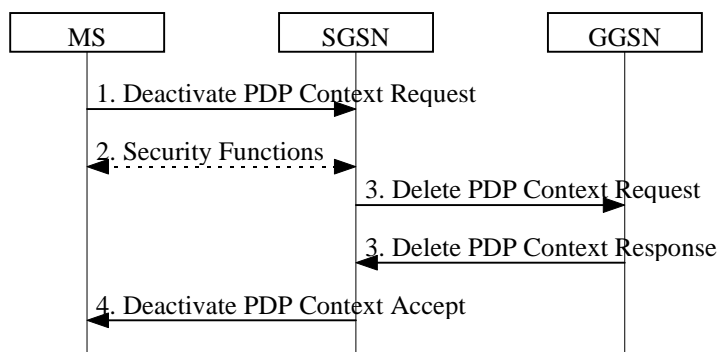 MS SGSN GGSN
1. Deactivate PDP Context Request
2. Security Functions
3. Delete PDP Context Request
3. Delete PDP Context Response
4. Deactivate PDP Context Accept